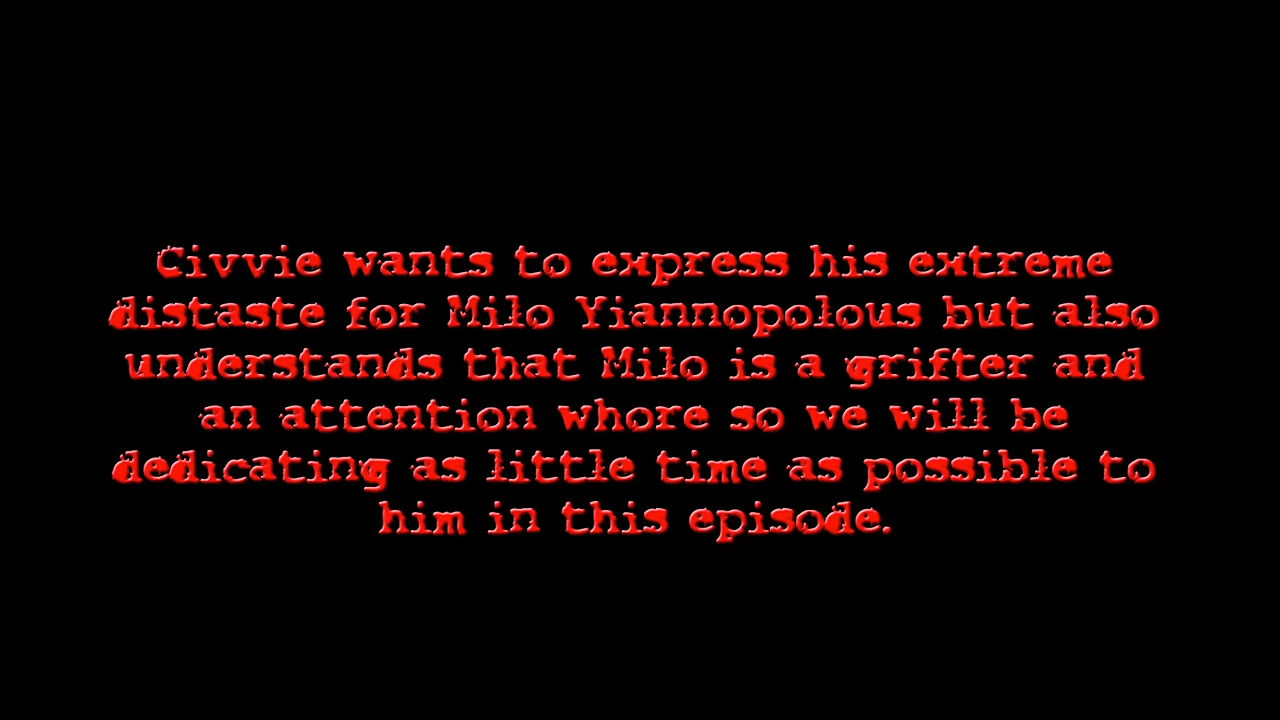 Civvie wants to express his extreme
distaste for Milo Yiannopolous but also
understands that Milo is a grifter and
an attention whore so we will be
dedicating as little time as possible to
him in this episode.